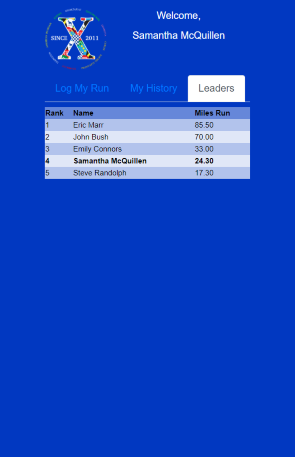 Welcome,
Samantha McQuillen
SINCE 2011
Log My Run My History Leaders
Rank Name Miles Run
1 Eric Marr 85.50
2 John Bush 70.00
3 Emily Connors 33.00
4 Samantha McQuillen 24.30
5 Steve Randolph 17.30